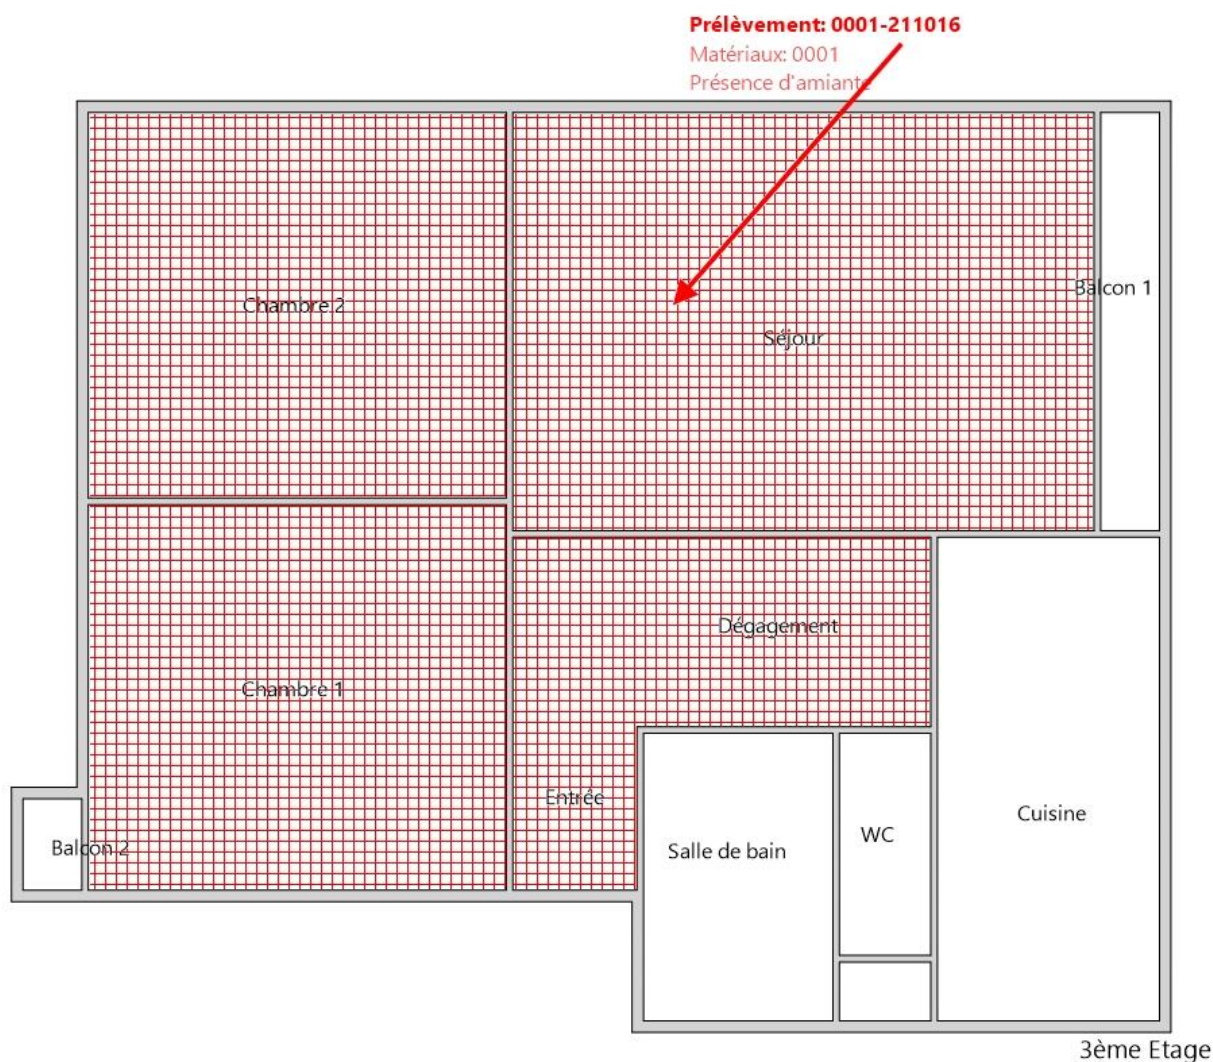 Prélèvement: 0001-211016
Matériaux: 0001
Présence d'amiante
Balcon 1
Chambre 2
Séjour
Dégagement
Chambre 1
Entrée
Cuisine
WC
Balcon 2
Salle de bain
3ème Etage